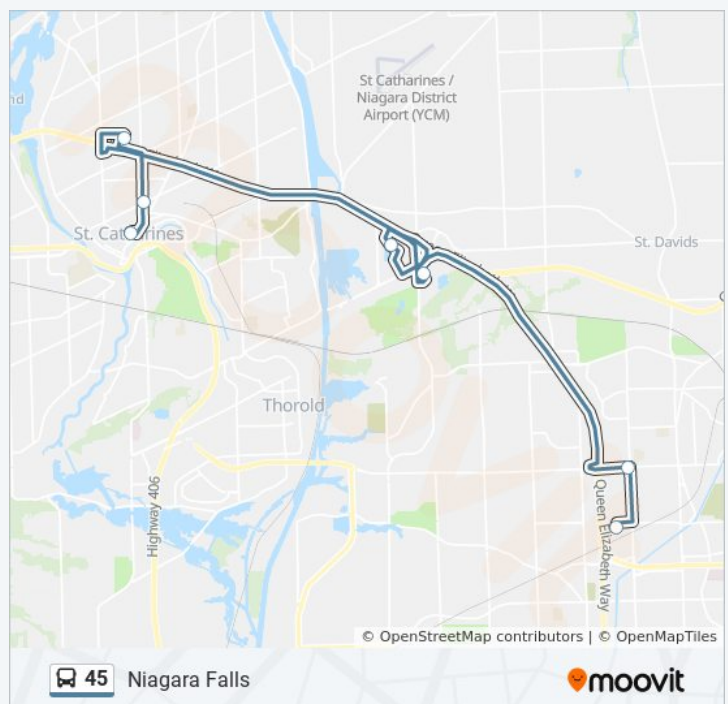 St Catharines /
Niagara District
Airport (YCM)
St. Catharines
St. Davids
Thorold
Highway 406
Queen Elizabeth Way
© OpenStreetMap contributors | © OpenMapTiles
45 Niagara Falls
moovit